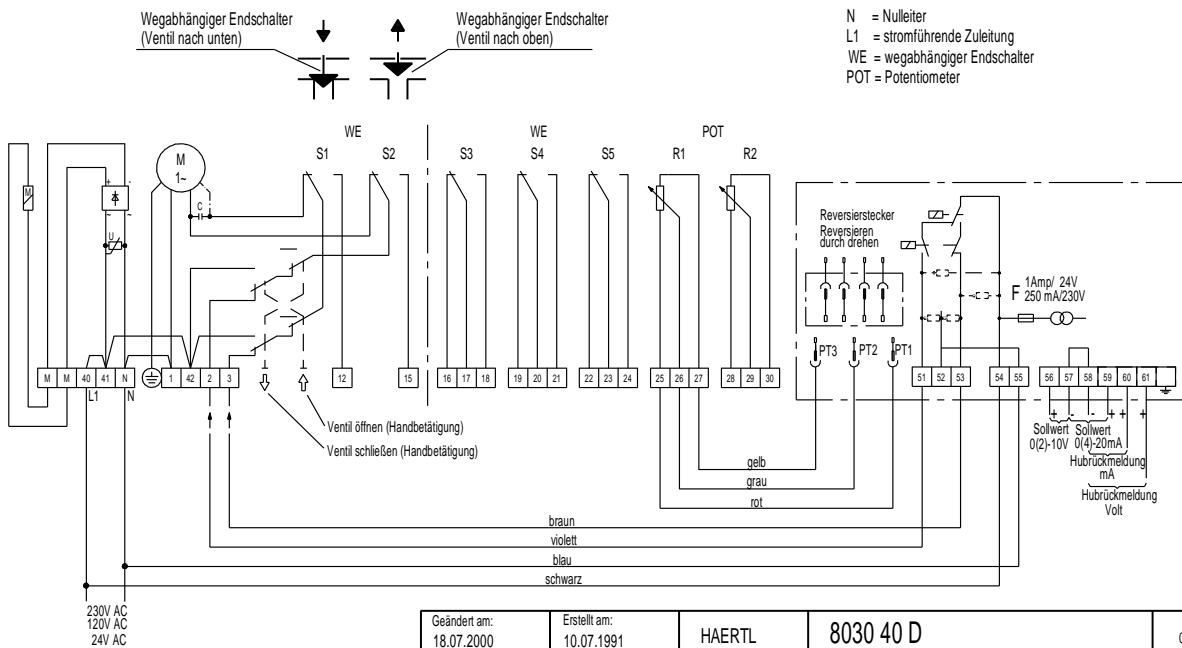 Wegabhängiger Endschalter
(Ventil nach unten)
Wegabhängiger Endschalter
(Ventil nach oben)
N = Nulleiter
L1 = stromführende Zuleitung
WE = wegabhängiger Endschalter
POT = Potentiometer
WE
WE
POT
S1
S2
S3
S4
S5
R1
R2
M
1~
M
+
-
~
~
U
C
Reversierstecker
Reversieren
durch drehen
F
1Amp/ 24V
250 mA/230V
PT3
PT2
PT1
M M 40 41 N
1 42 2 3
12
15
16 17 18
19 20 21
22 23 24
25 26 27
28 29 30
51 52 53
54 55
56 57 58 59 60 61
L1
N
+ - - + + +
Sollwert
0(2)-10V
Sollwert
0(4)-20mA
Hubrückmeldung
mA
Hubrückmeldung
Volt
Ventil öffnen (Handbetätigung)
Ventil schließen (Handbetätigung)
gelb
grau
rot
braun
violett
blau
schwarz
230V AC
120V AC
24V AC
Geändert am:
18.07.2000
Erstellt am:
10.07.1991
HAERTL
8030 40 D